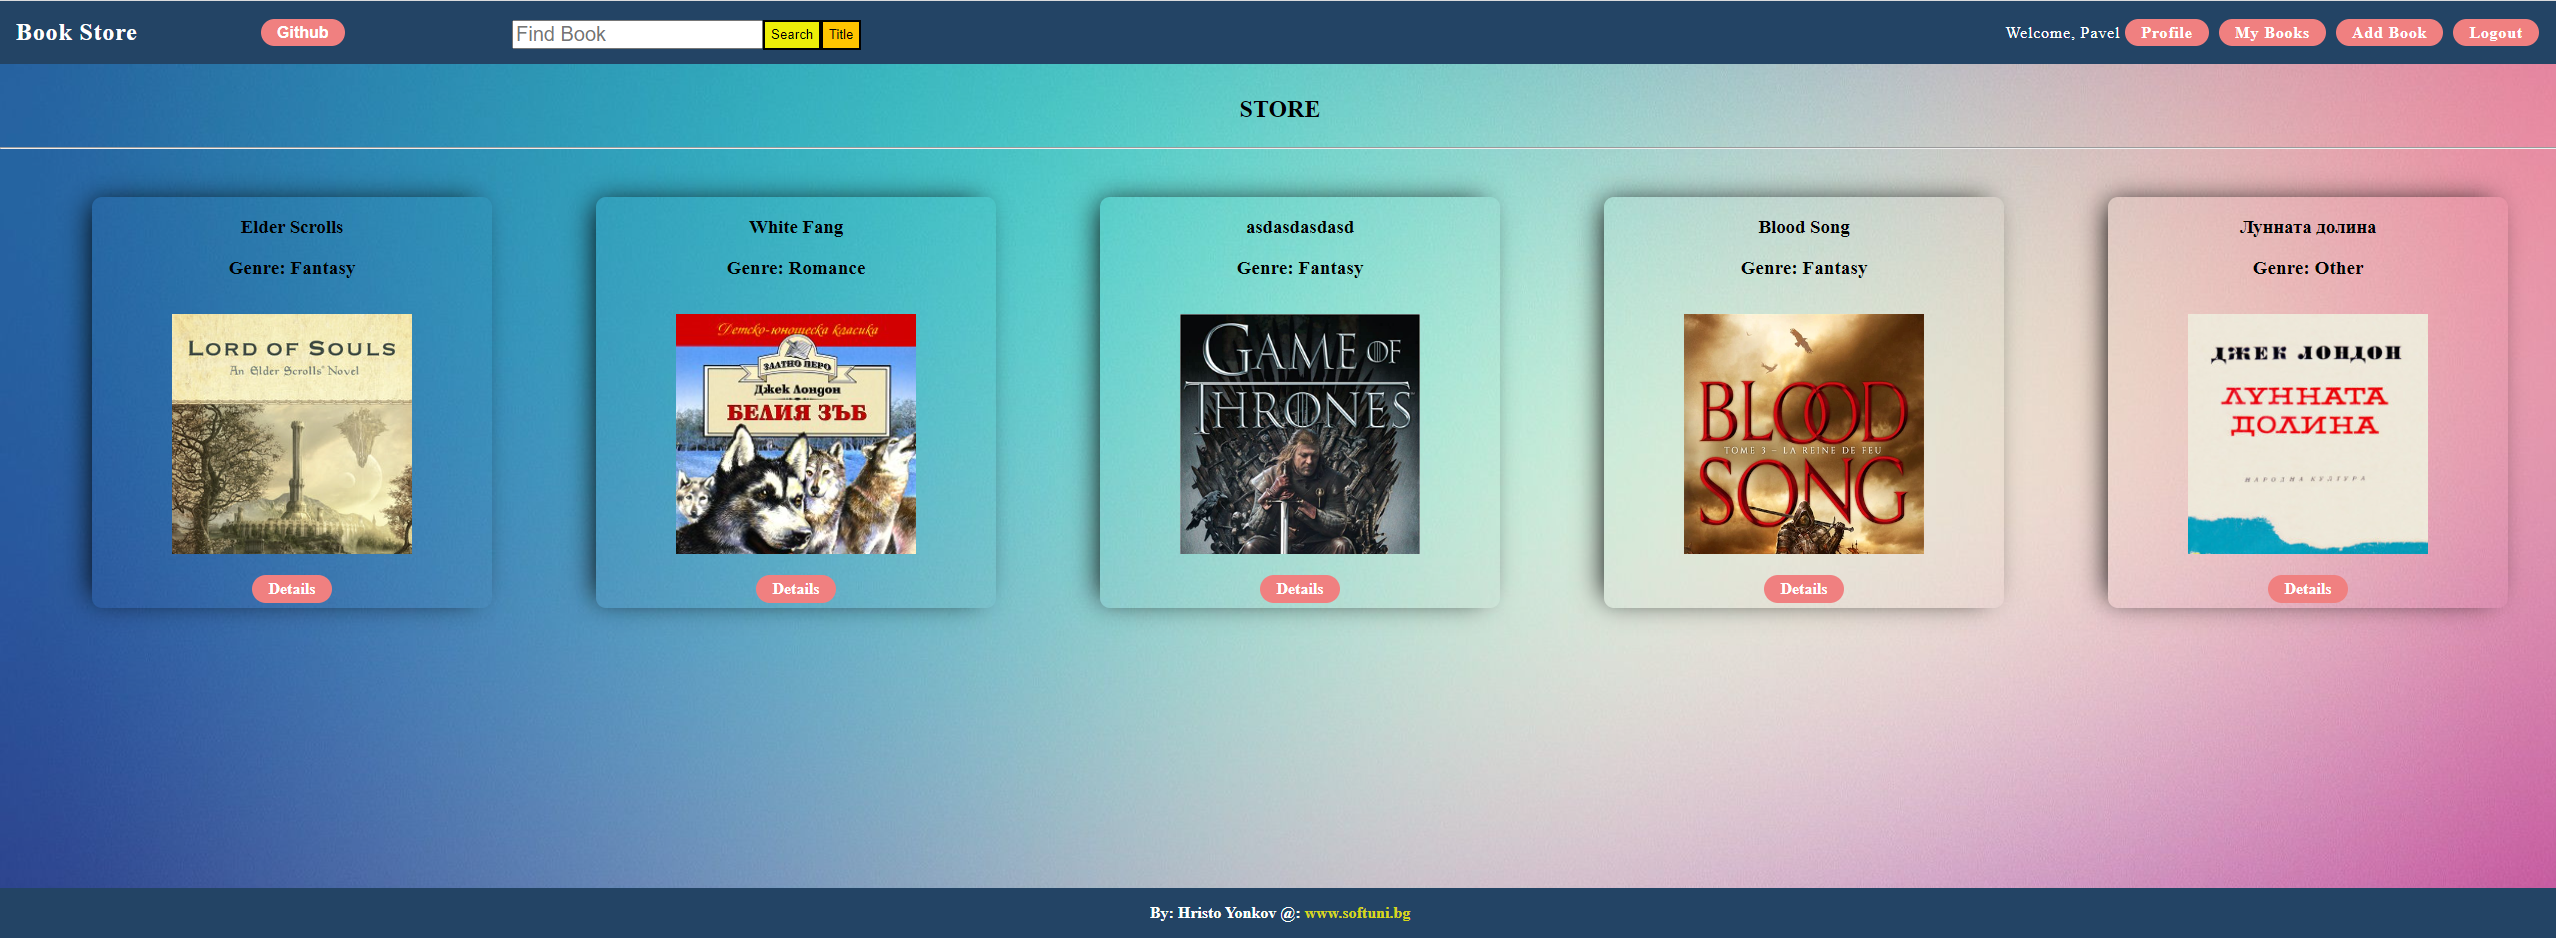 Book Store
Github
Find Book
Search
Title
Welcome, Pavel
Profile
My Books
Add Book
Logout
STORE
Elder Scrolls
Genre: Fantasy
LORD OF SOULS
An Elder Scrolls® Novel
Details
White Fang
Genre: Romance
Детско-юношеска класика
ЗЛАТНО ПЕРО
Джек Лондон
БЕЛИЯ ЗЪБ
Details
asdasdasdasd
Genre: Fantasy
GAME OF
THRONES
Details
Blood Song
Genre: Fantasy
BLOOD
TOME 3 - LA REINE DE FEU
SONG
Details
Лунната долина
Genre: Other
ДЖЕК ЛОНДОН
ЛУННАТА
ДОЛИНА
НАРОДНА КУЛТУРА
Details
By: Hristo Yonkov @: www.softuni.bg